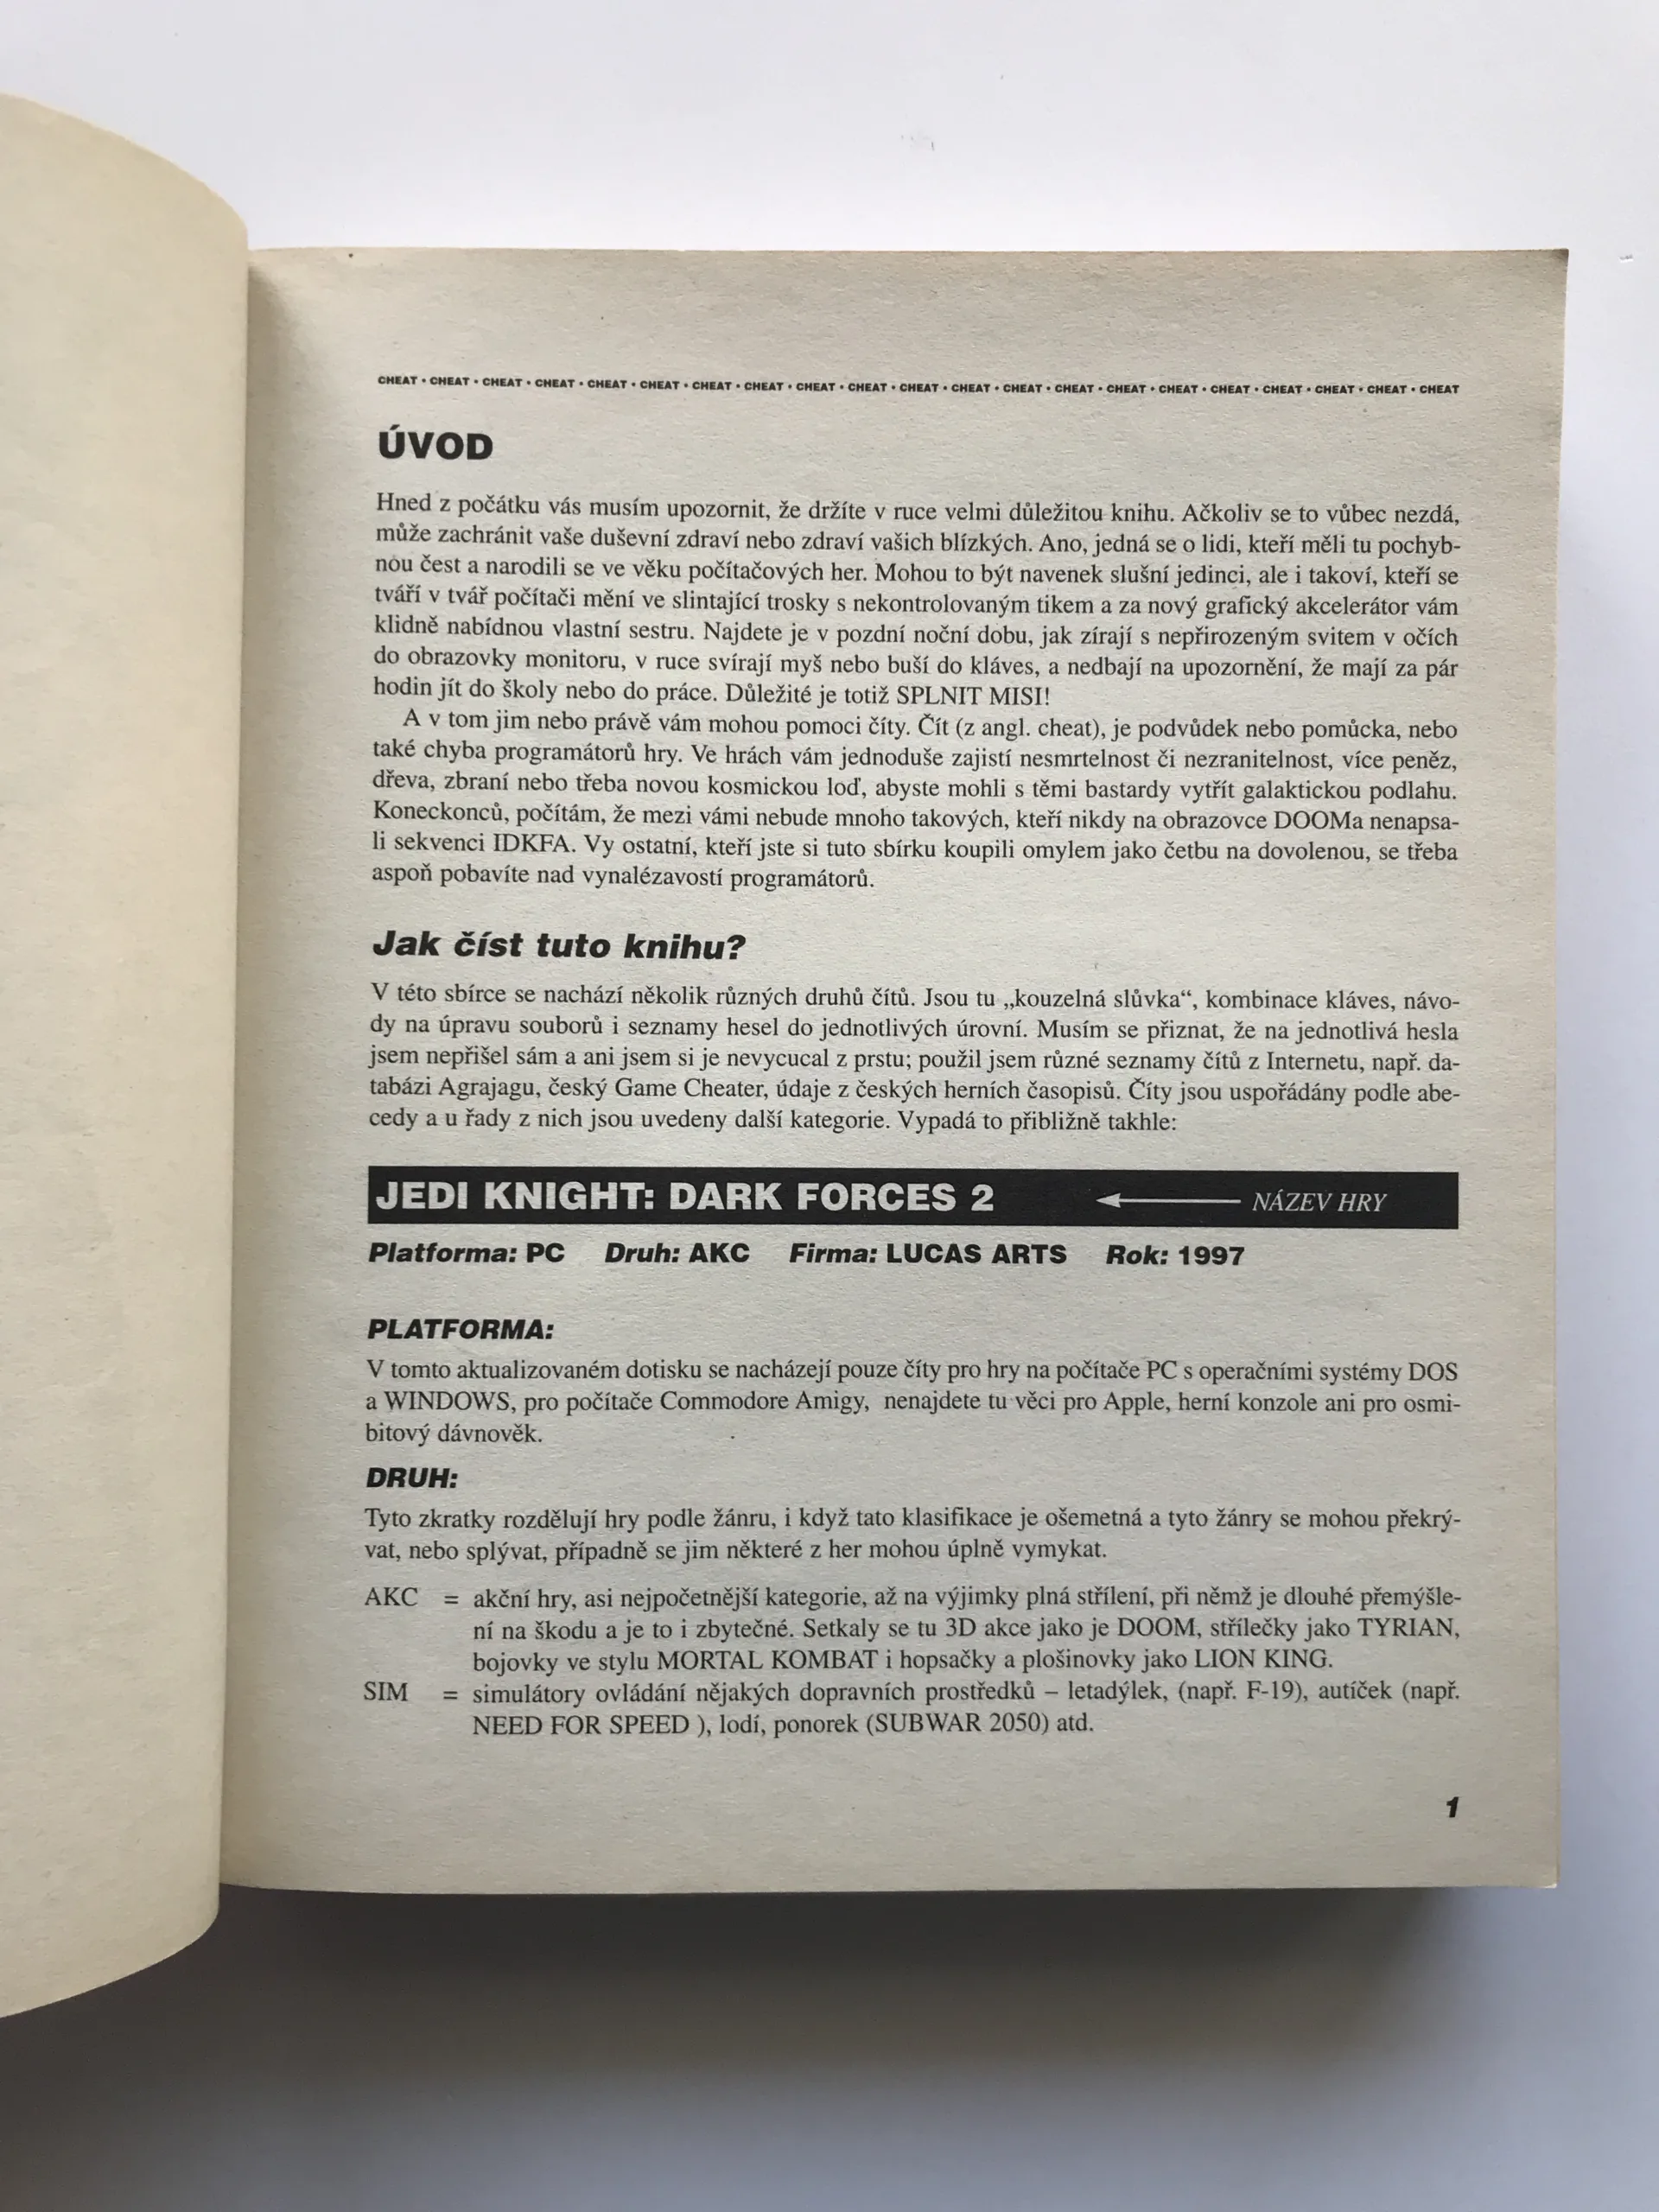 CHEAT • CHEAT • CHEAT • CHEAT • CHEAT • CHEAT • CHEAT • CHEAT • CHEAT • CHEAT • CHEAT • CHEAT • CHEAT • CHEAT • CHEAT • CHEAT • CHEAT • CHEAT • CHEAT • CHEAT • CHEAT
ÚVOD
Hned z počátku vás musím upozornit, že držíte v ruce velmi důležitou knihu. Ačkoliv se to vůbec nezdá,
může zachránit vaše duševní zdraví nebo zdraví vašich blízkých. Ano, jedná se o lidi, kteří měli tu pochyb-
nou čest a narodili se ve věku počítačových her. Mohou to být navenek slušní jedinci, ale i takoví, kteří se
tváří v tvář počítači mění ve slintající trosky s nekontrolovaným tikem a za nový grafický akcelerátor vám
klidně nabídnou vlastní sestru. Najdete je v pozdní noční dobu, jak zírají s nepřirozeným svitem v očích
do obrazovky monitoru, v ruce svírají myš nebo buší do kláves, a nedbají na upozornění, že mají za pár
hodin jít do školy nebo do práce. Důležité je totiž SPLNIT MISI!
A v tom jim nebo právě vám mohou pomoci číty. Čít (z angl. cheat), je podvůdek nebo pomůcka, nebo
také chyba programátorů hry. Ve hrách vám jednoduše zajistí nesmrtelnost či nezranitelnost, více peněz,
dřeva, zbraní nebo třeba novou kosmickou loď, abyste mohli s těmi bastardy vytřít galaktickou podlahu.
Koneckonců, počítám, že mezi vámi nebude mnoho takových, kteří nikdy na obrazovce DOOMa nenapsa-
li sekvenci IDKFA. Vy ostatní, kteří jste si tuto sbírku koupili omylem jako četbu na dovolenou, se třeba
aspoň pobavíte nad vynalézavostí programátorů.
Jak číst tuto knihu?
V této sbírce se nachází několik různých druhů čítů. Jsou tu „kouzelná slůvka“, kombinace kláves, návo-
dy na úpravu souborů i seznamy hesel do jednotlivých úrovní. Musím se přiznat, že na jednotlivá hesla
jsem nepřišel sám a ani jsem si je nevycucal z prstu; použil jsem různé seznamy čítů z Internetu, např. da-
tabázi Agrajagu, český Game Cheater, údaje z českých herních časopisů. Číty jsou uspořádány podle abe-
cedy a u řady z nich jsou uvedeny další kategorie. Vypadá to přibližně takhle:
JEDI KNIGHT: DARK FORCES 2 ← NÁZEV HRY
Platforma: PC Druh: AKC Firma: LUCAS ARTS Rok: 1997
PLATFORMA:
V tomto aktualizovaném dotisku se nacházejí pouze číty pro hry na počítače PC s operačními systémy DOS
a WINDOWS, pro počítače Commodore Amigy, nenajdete tu věci pro Apple, herní konzole ani pro osmi-
bitový dávnověk.
DRUH:
Tyto zkratky rozdělují hry podle žánru, i když tato klasifikace je ošemetná a tyto žánry se mohou překrý-
vat, nebo splývat, případně se jim některé z her mohou úplně vymykat.
AKC = akční hry, asi nejpočetnější kategorie, až na výjimky plná střílení, při němž je dlouhé přemýšle-
ní na škodu a je to i zbytečné. Setkaly se tu 3D akce jako je DOOM, střílečky jako TYRIAN,
bojovky ve stylu MORTAL KOMBAT i hopsačky a plošinovky jako LION KING.
SIM = simulátory ovládání nějakých dopravních prostředků – letadýlek, (např. F-19), autíček (např.
NEED FOR SPEED ), lodí, ponorek (SUBWAR 2050) atd.
1